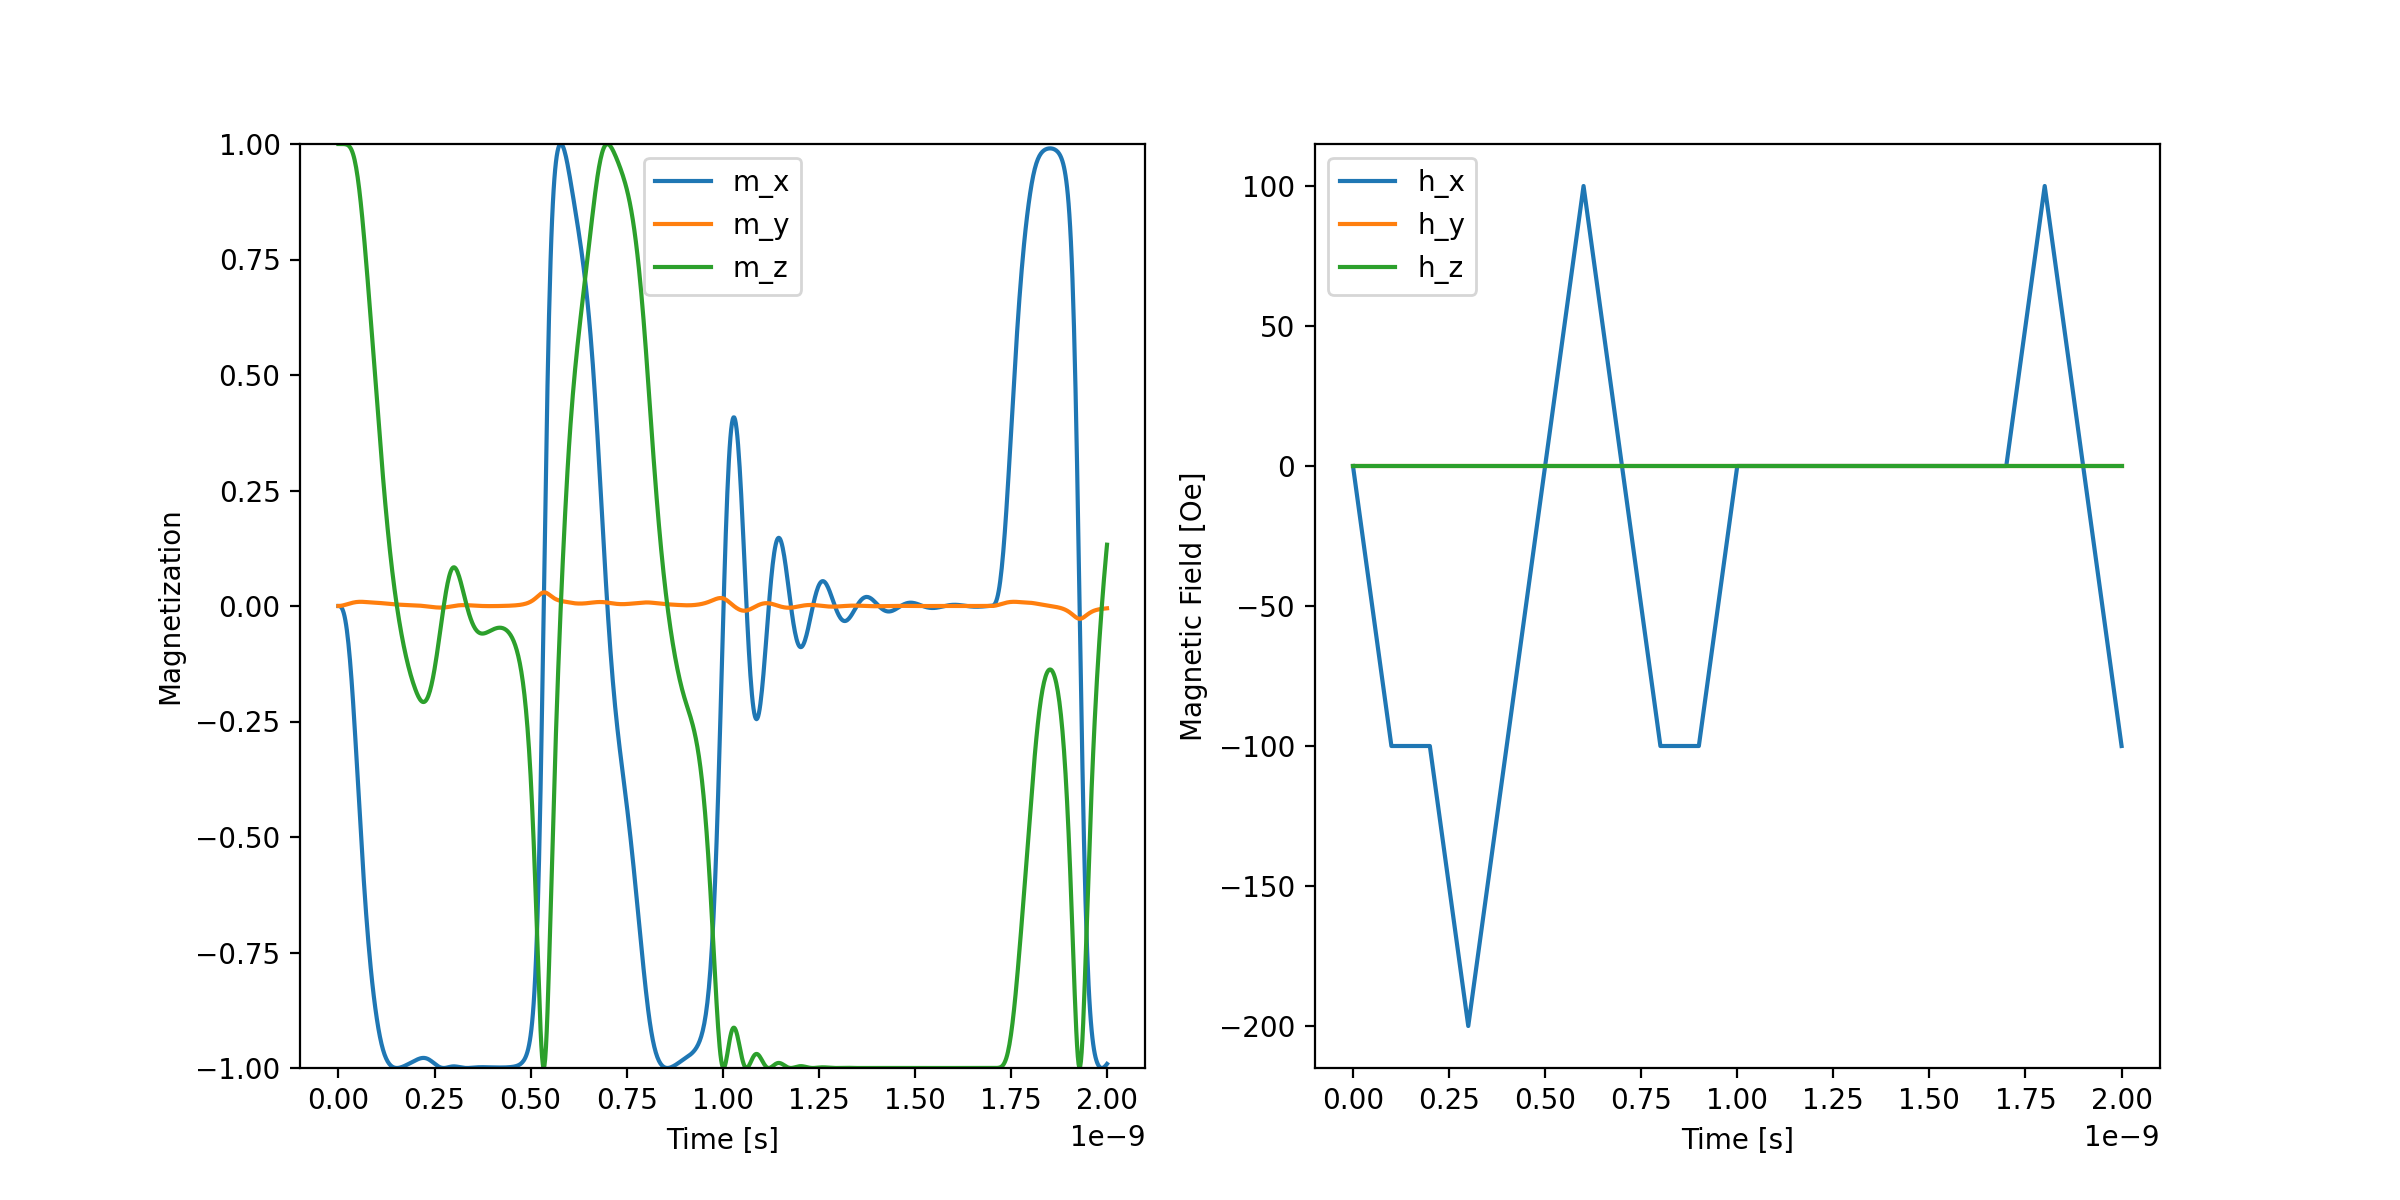 1.00
0.75
0.50
0.25
0.00
−0.25
−0.50
−0.75
−1.00
Magnetization
m_x
m_y
m_z
0.00 0.25 0.50 0.75 1.00 1.25 1.50 1.75 2.00
Time [s]
1e−9
100
50
0
−50
−100
−150
−200
Magnetic Field [Oe]
h_x
h_y
h_z
0.00 0.25 0.50 0.75 1.00 1.25 1.50 1.75 2.00
Time [s]
1e−9